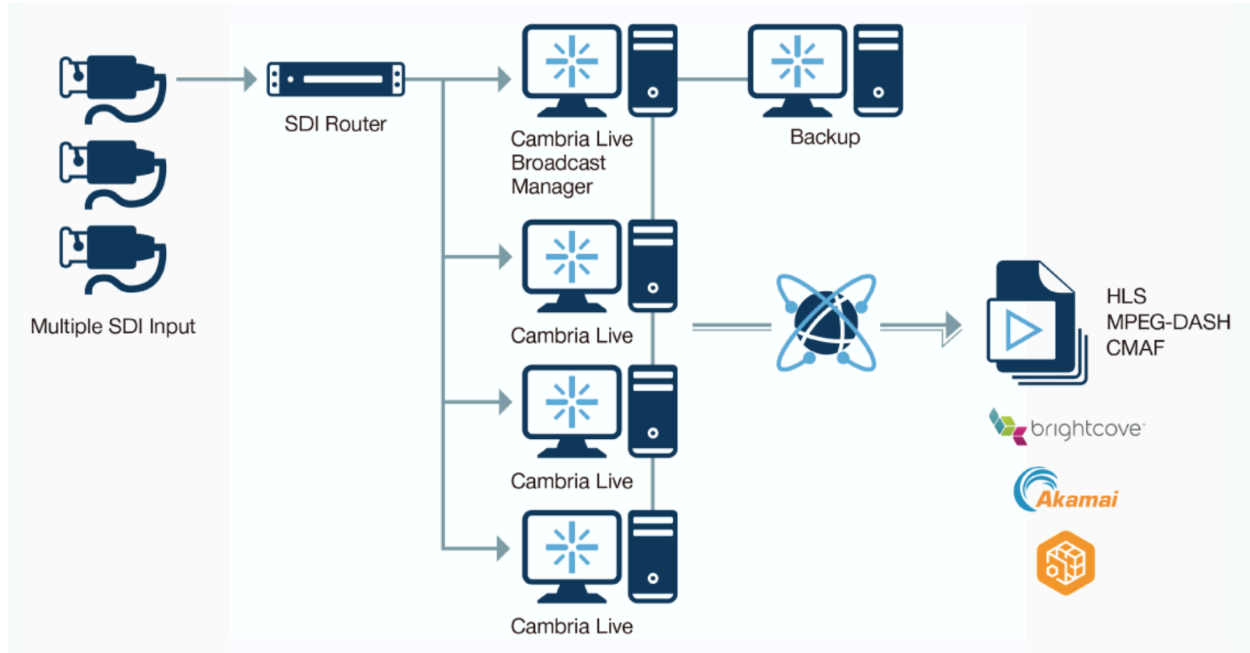 Multiple SDI Input
SDI Router
Cambria Live
Broadcast
Manager
Backup
Cambria Live
Cambria Live
Cambria Live
HLS
MPEG-DASH
CMAF
brightcove
Akamai